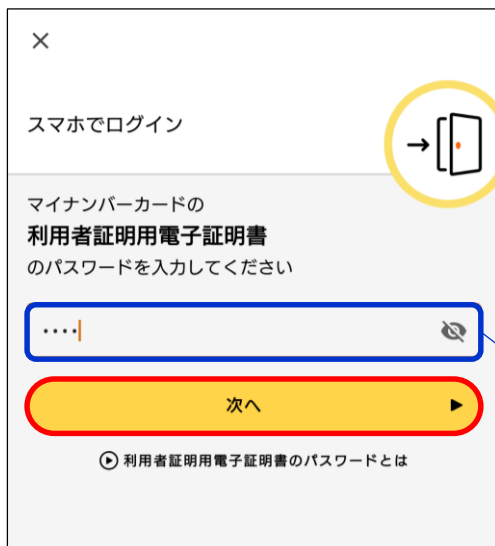 スマホでログイン
マイナンバーカードの
利用者証明用電子証明書
のパスワードを入力してください
····
次へ
利用者証明用電子証明書のパスワードとは